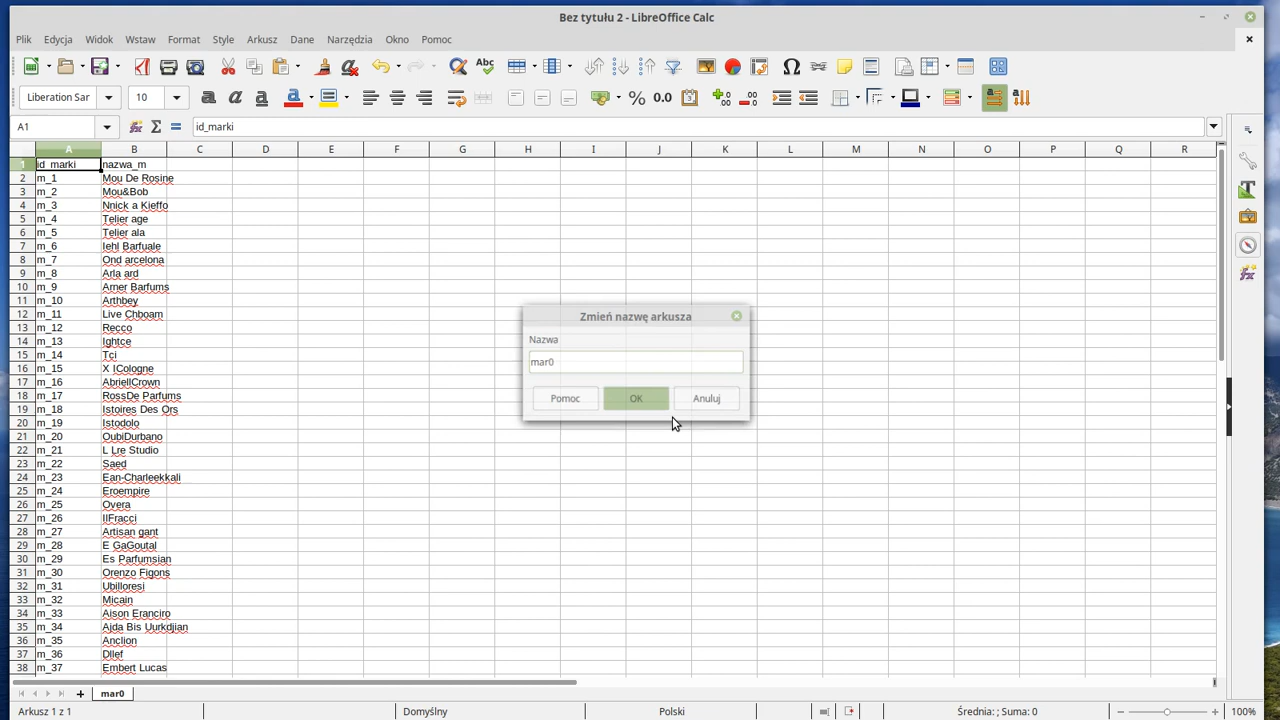 Bez tytułu 2 - LibreOffice Calc
Plik Edycja Widok Wstaw Format Style Arkusz Dane Narzędzia Okno Pomoc
Liberation Sar 10
A1 id_marki
A B C D E F G H I J K L M N O P Q R
1 id_marki nazwa_m
2 m_1 Mou De Rosine
3 m_2 Mou&Bob
4 m_3 Nnick a Kieffo
5 m_4 Telier age
6 m_5 Telier ala
7 m_6 Iehl Barfuale
8 m_7 Ond arcelona
9 m_8 Arla ard
10 m_9 Arner Barfums
11 m_10 Arthbey
12 m_11 Live Chboam
13 m_12 Recco
14 m_13 Ightce
15 m_14 Tci
16 m_15 X ICologne
17 m_16 AbriellCrown
18 m_17 RossDe Parfums
19 m_18 Istoires Des Ors
20 m_19 Istodolo
21 m_20 OubiDurbano
22 m_21 L Lre Studio
23 m_22 Saed
24 m_23 Ean-Charleekkali
25 m_24 Eroempire
26 m_25 Overa
27 m_26 IIFracci
28 m_27 Artisan gant
29 m_28 E GaGoutal
30 m_29 Es Parfumsian
31 m_30 Orenzo Figons
32 m_31 Ubilloresi
33 m_32 Micain
34 m_33 Aison Eranciro
35 m_34 Ajda Bis Uurkdjian
36 m_35 Anclion
37 m_36 Dllef
38 m_37 Embert Lucas
Zmień nazwę arkusza
Nazwa
mar0
Pomoc OK Anuluj
mar0
Arkusz 1 z 1 Domyślny Polski Średnia: ; Suma: 0 100%